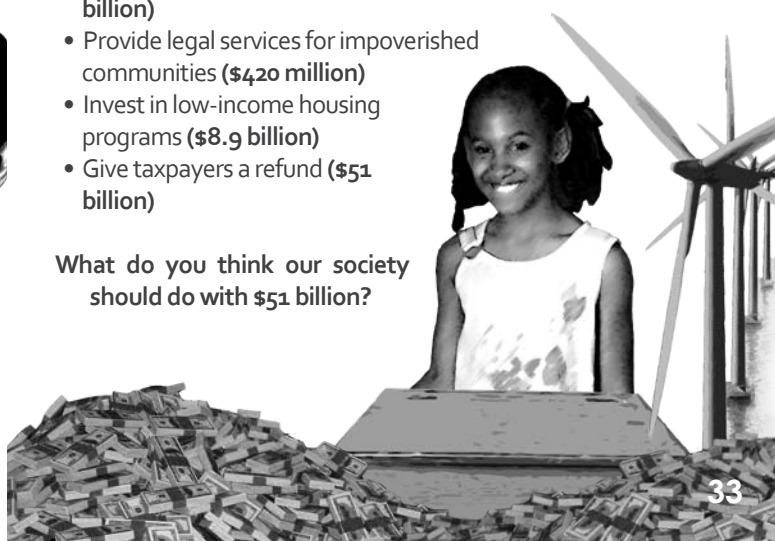 billion)
• Provide legal services for impoverished
communities ($420 million)
• Invest in low-income housing
programs ($8.9 billion)
• Give taxpayers a refund ($51
billion)
What do you think our society
should do with $51 billion?
33